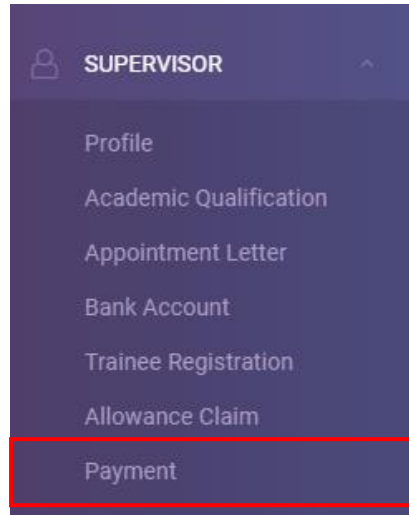 SUPERVISOR
Profile
Academic Qualification
Appointment Letter
Bank Account
Trainee Registration
Allowance Claim
Payment